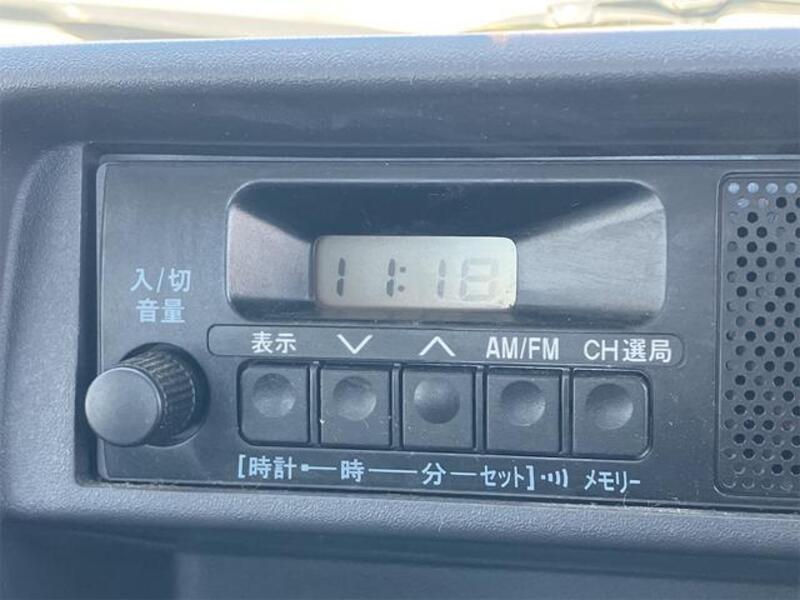 11:18
入/切
音量
表示 ∨ ∧ AM/FM CH選局
[時計 時 分 セット] メモリー